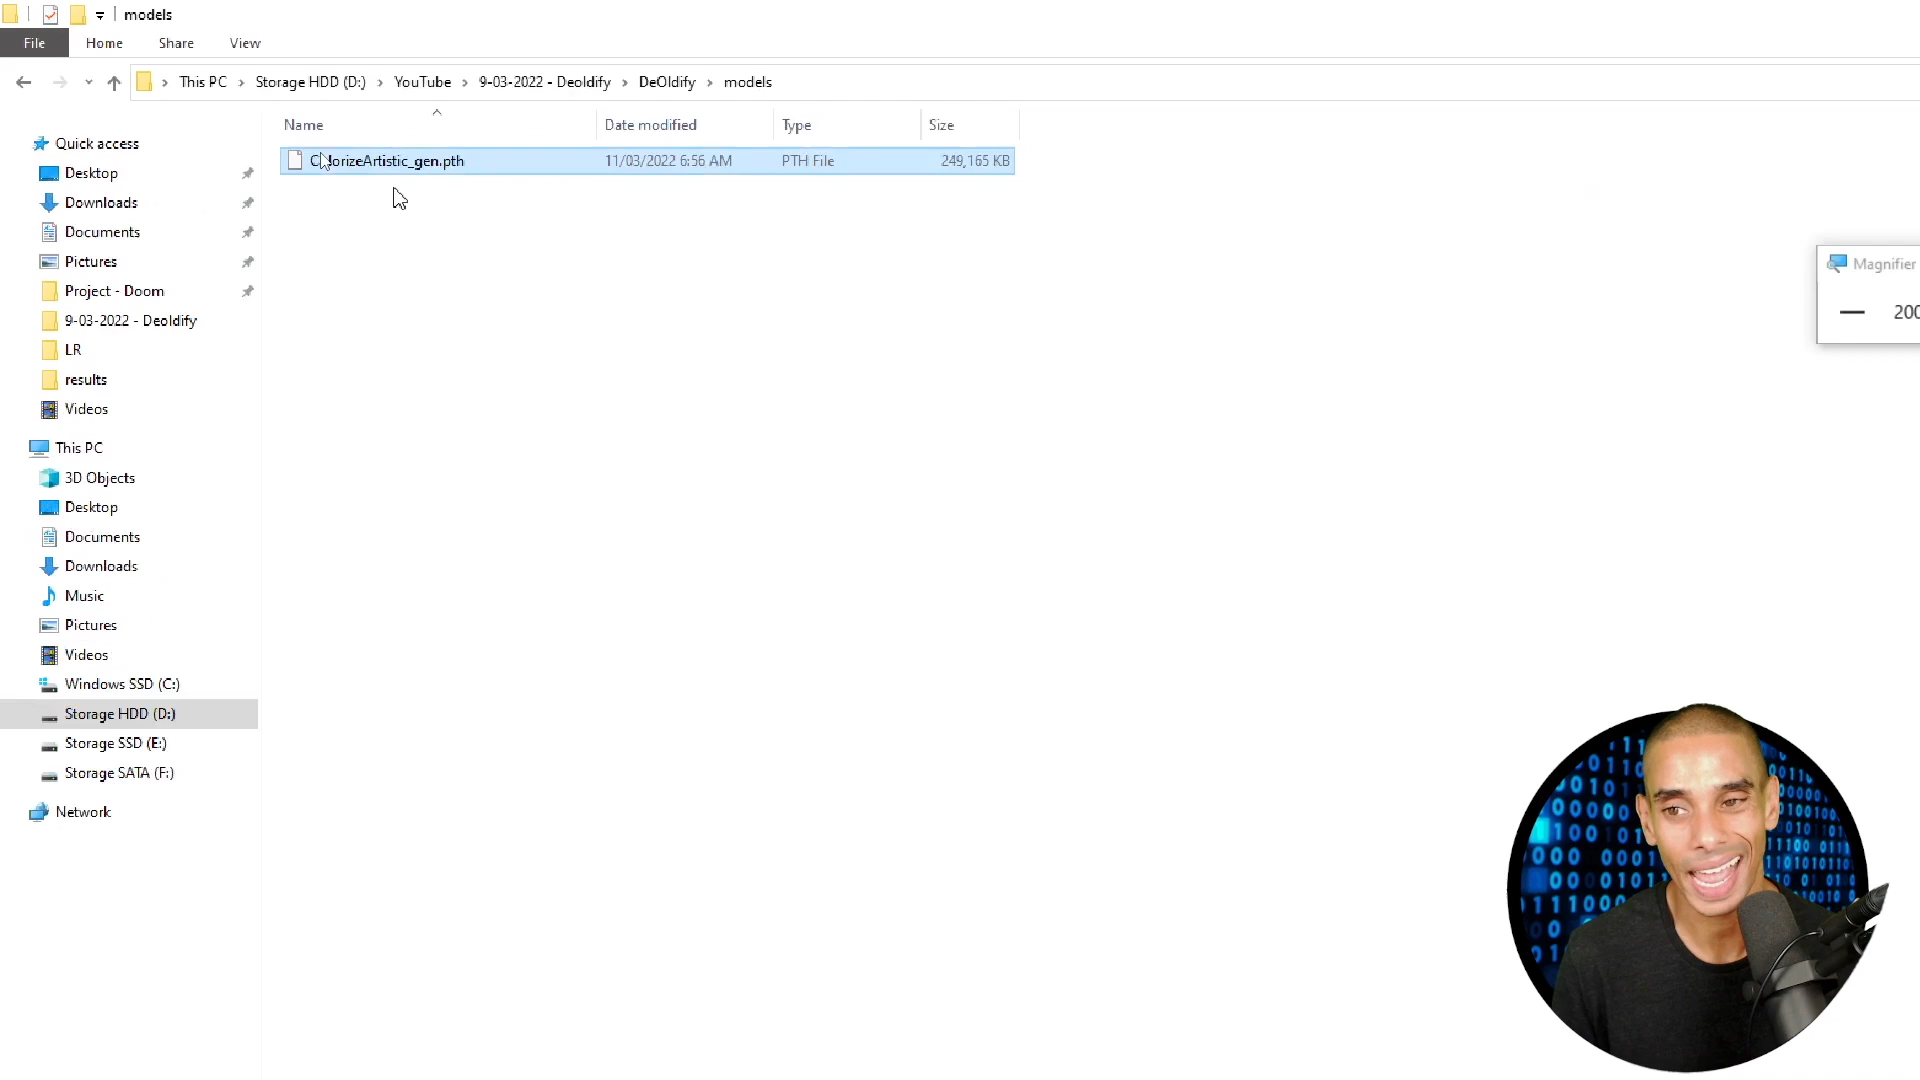 models
File Home Share View
This PC Storage HDD (D:) YouTube 9-03-2022 - Deoldify DeOldify models
Name Date modified Type Size
ColorizeArtistic_gen.pth 11/03/2022 6:56 AM PTH File 249,165 KB
Quick access
Desktop
Downloads
Documents
Pictures
Project - Doom
9-03-2022 - Deoldify
LR
results
Videos
This PC
3D Objects
Desktop
Documents
Downloads
Music
Pictures
Videos
Windows SSD (C:)
Storage HDD (D:)
Storage SSD (E:)
Storage SATA (F:)
Network
Magnifier
200